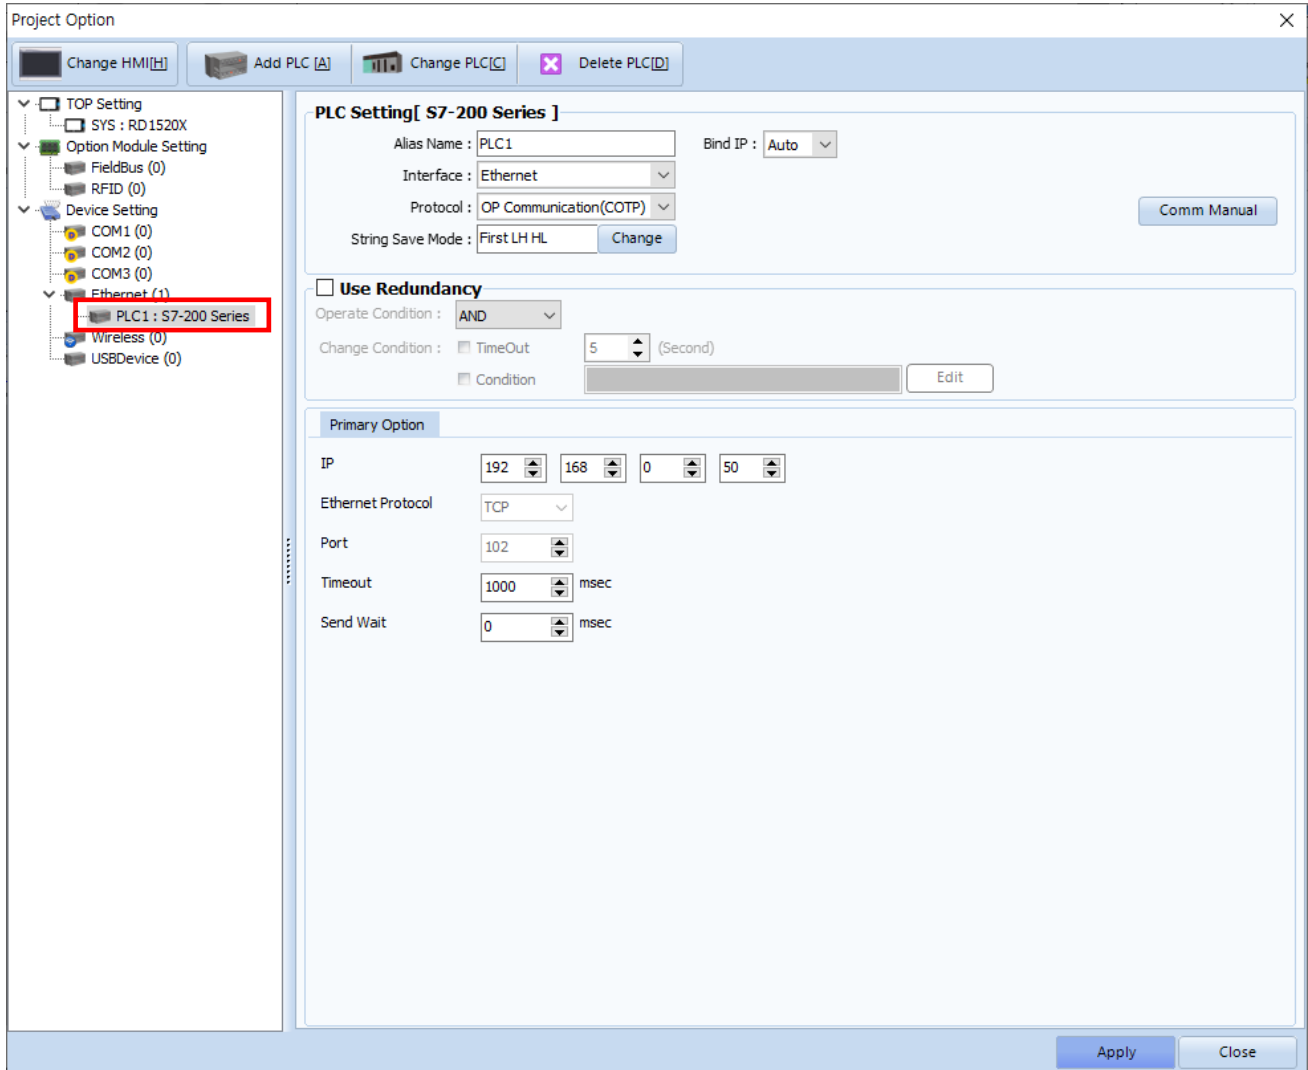 Project Option
Change HMI[H] Add PLC [A] Change PLC[C] Delete PLC[D]
TOP Setting
SYS : RD1520X
Option Module Setting
FieldBus (0)
RFID (0)
Device Setting
COM1 (0)
COM2 (0)
COM3 (0)
Ethernet (1)
PLC1 : S7-200 Series
Wireless (0)
USBDevice (0)
PLC Setting[ S7-200 Series ]
Alias Name : PLC1 Bind IP : Auto
Interface : Ethernet
Protocol : OP Communication(COTP) Comm Manual
String Save Mode : First LH HL Change
Use Redundancy
Operate Condition : AND
Change Condition : TimeOut 5 (Second)
Condition Edit
Primary Option
IP 192 168 0 50
Ethernet Protocol TCP
Port 102
Timeout 1000 msec
Send Wait 0 msec
Apply Close